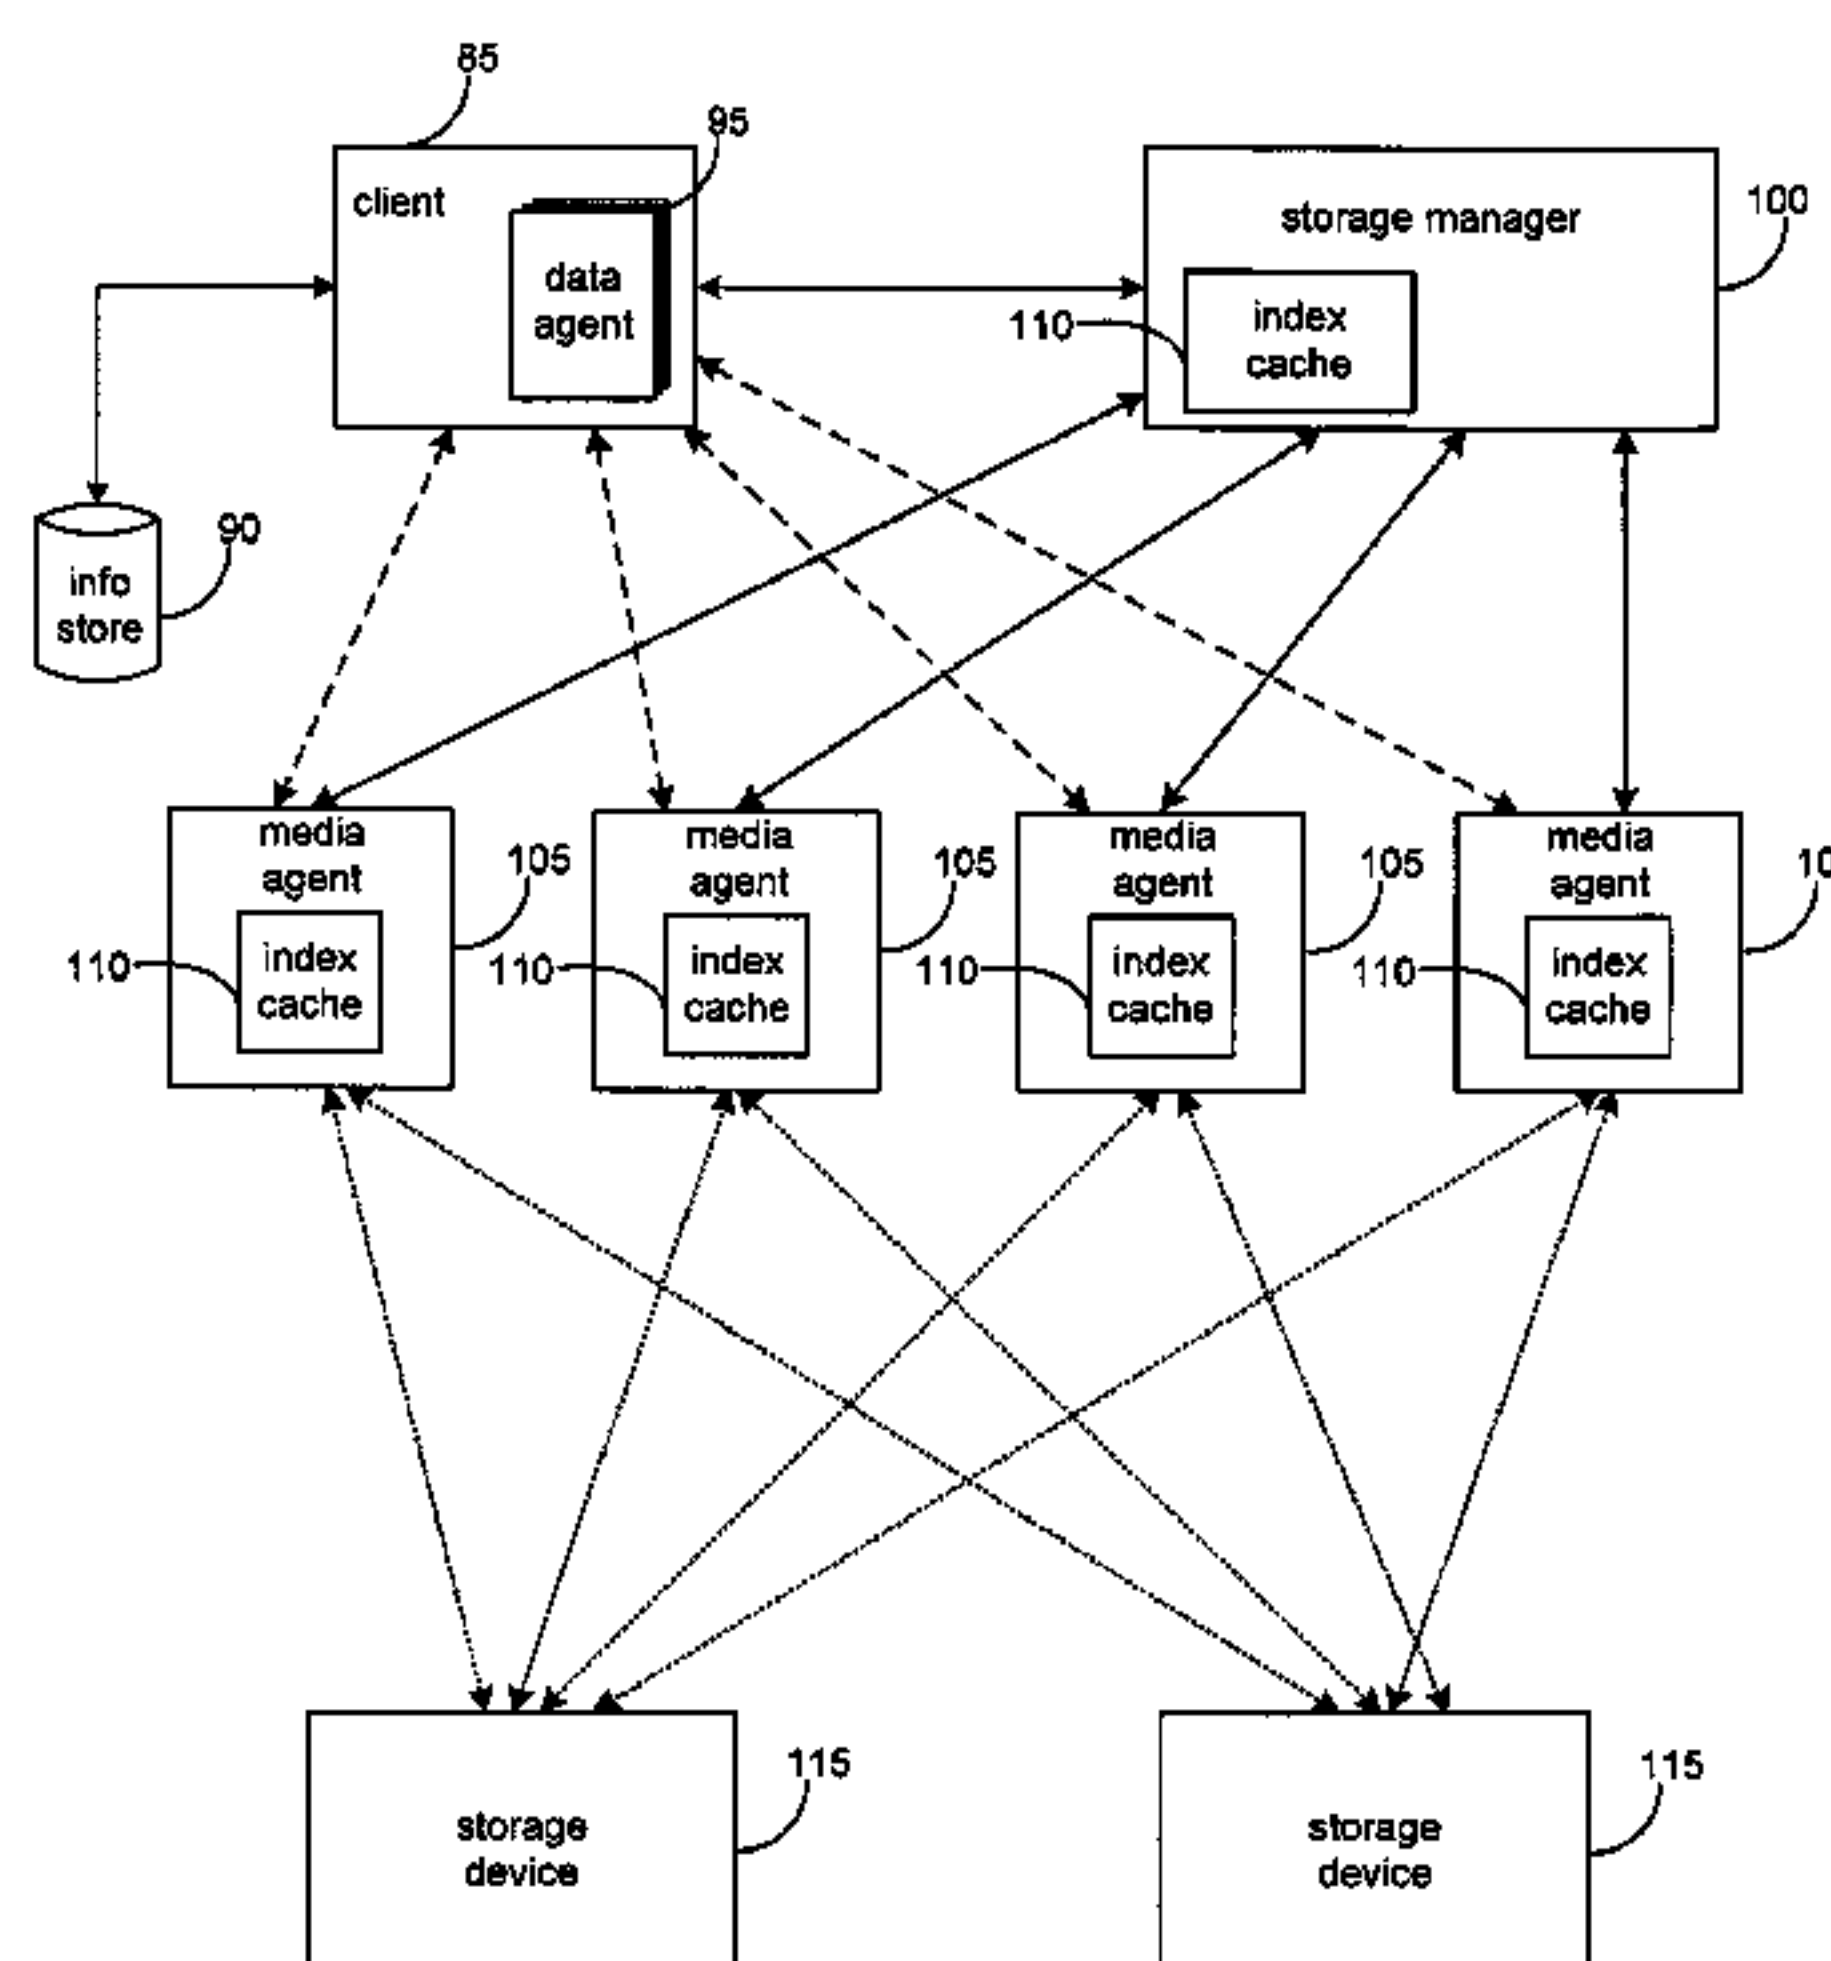 85
95
client
storage manager
100
data
agent
110
index
cache
90
info
store
media
agent
105
media
agent
105
media
agent
105
media
agent
10
110
index
cache
110
index
cache
110
index
cache
110
index
cache
115
storage
device
115
storage
device